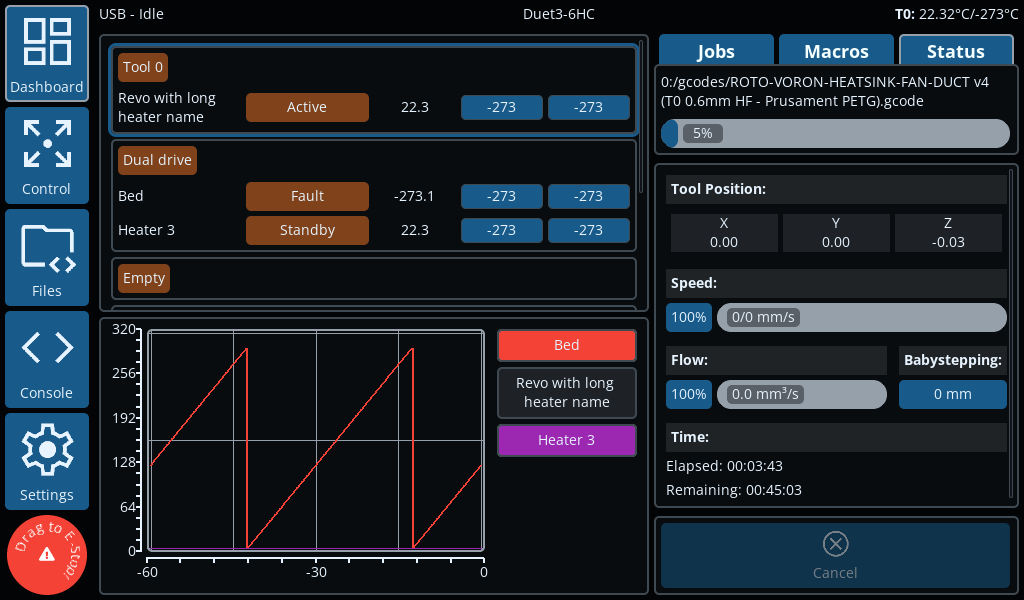 USB - Idle
Duet3-6HC
T0: 22.32°C/-273°C
Dashboard
Control
Files
Console
Settings
Drag to E-Stop!
Tool 0
Revo with long
heater name
Active
22.3
-273
-273
Dual drive
Bed
Fault
-273.1
-273
-273
Heater 3
Standby
22.3
-273
-273
Empty
320
256
192
128
64
0
-60
-30
0
Bed
Revo with long
heater name
Heater 3
Jobs
Macros
Status
0:/gcodes/ROTO-VORON-HEATSINK-FAN-DUCT v4
(T0 0.6mm HF - Prusament PETG).gcode
5%
Tool Position:
X
0.00
Y
0.00
Z
-0.03
Speed:
100%
0/0 mm/s
Flow:
100%
0.0 mm³/s
Babystepping:
0 mm
Time:
Elapsed: 00:03:43
Remaining: 00:45:03
Cancel